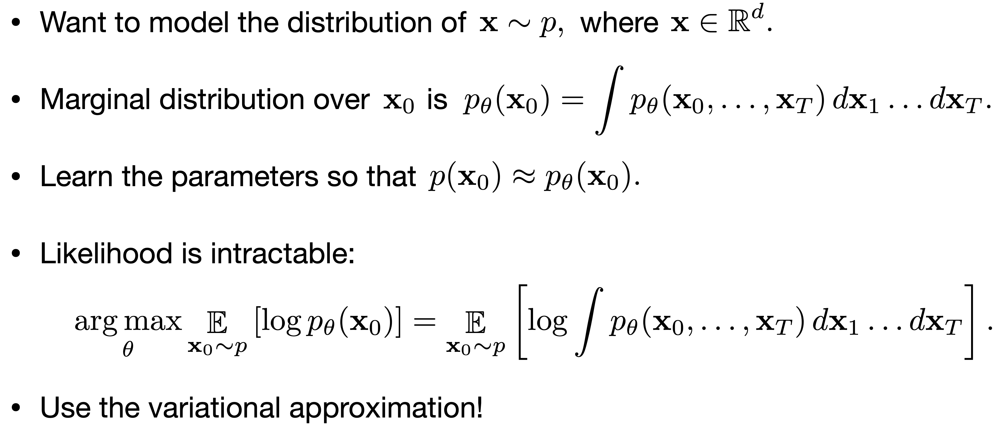 • Want to model the distribution of $\mathbf{x} \sim p,$ where $\mathbf{x} \in \mathbb{R}^d.$
• Marginal distribution over $\mathbf{x}_0$ is $p_\theta(\mathbf{x}_0) = \int p_\theta(\mathbf{x}_0, \ldots, \mathbf{x}_T) \, d\mathbf{x}_1 \ldots d\mathbf{x}_T.$
• Learn the parameters so that $p(\mathbf{x}_0) \approx p_\theta(\mathbf{x}_0).$
• Likelihood is intractable:
$\underset{\theta}{\arg\max} \underset{\mathbf{x}_0 \sim p}{\mathbb{E}} [\log p_\theta(\mathbf{x}_0)] = \underset{\mathbf{x}_0 \sim p}{\mathbb{E}} \left[ \log \int p_\theta(\mathbf{x}_0, \ldots, \mathbf{x}_T) \, d\mathbf{x}_1 \ldots d\mathbf{x}_T \right].$
• Use the variational approximation!